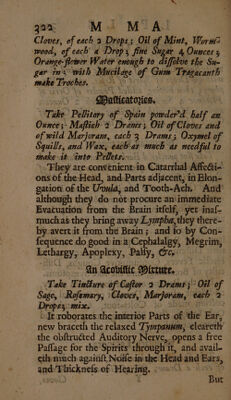 322 M I M M A
Cloves, of each 2 Drops; Oil of Mint, Worm-
wood, of each a Drop; fine Sugar 4 Ounces;
Orange-flower Water enough to dissolve the Su-
gar in; with Mucilage of Gum Tragacanth
make Troches.
Masticatories.
Take Pellitory of Spain powder'd half an
Ounce; Mastich 2 Drams; Oil of Cloves and
of wild Marjoram, each 3 Drams; Oxymel of
Squills, and Wax, each as much as needful to
make it into Pellets.
They are convenient in Catarrhal Affecti-
ons of the Head, and Parts adjacent, in Elon-
gation of the Uvula, and Tooth-Ach. And
although they do not procure an immediate
Evacuation from the Brain itself, yet inas-
much as they bring away Lympha, they there-
by avert it from the Brain; and so by Con-
sequence do good in a Cephalalgy, Megrim,
Lethargy, Apoplexy, Palsy, &c.
An Acoustic Mixture.
Take Tincture of Castor 2 Drams; Oil of
Sage, Rosemary, Cloves, Marjoram, each 2
Drops, mix.
It roborates the interior Parts of the Ear,
new braceth the relaxed Tympanum, cleareth
the obstructed Auditory Nerve, opens a free
Passage for the Spirits through it, and avail-
eth much against Noise in the Head and Ears,
and Thickness of Hearing.
But